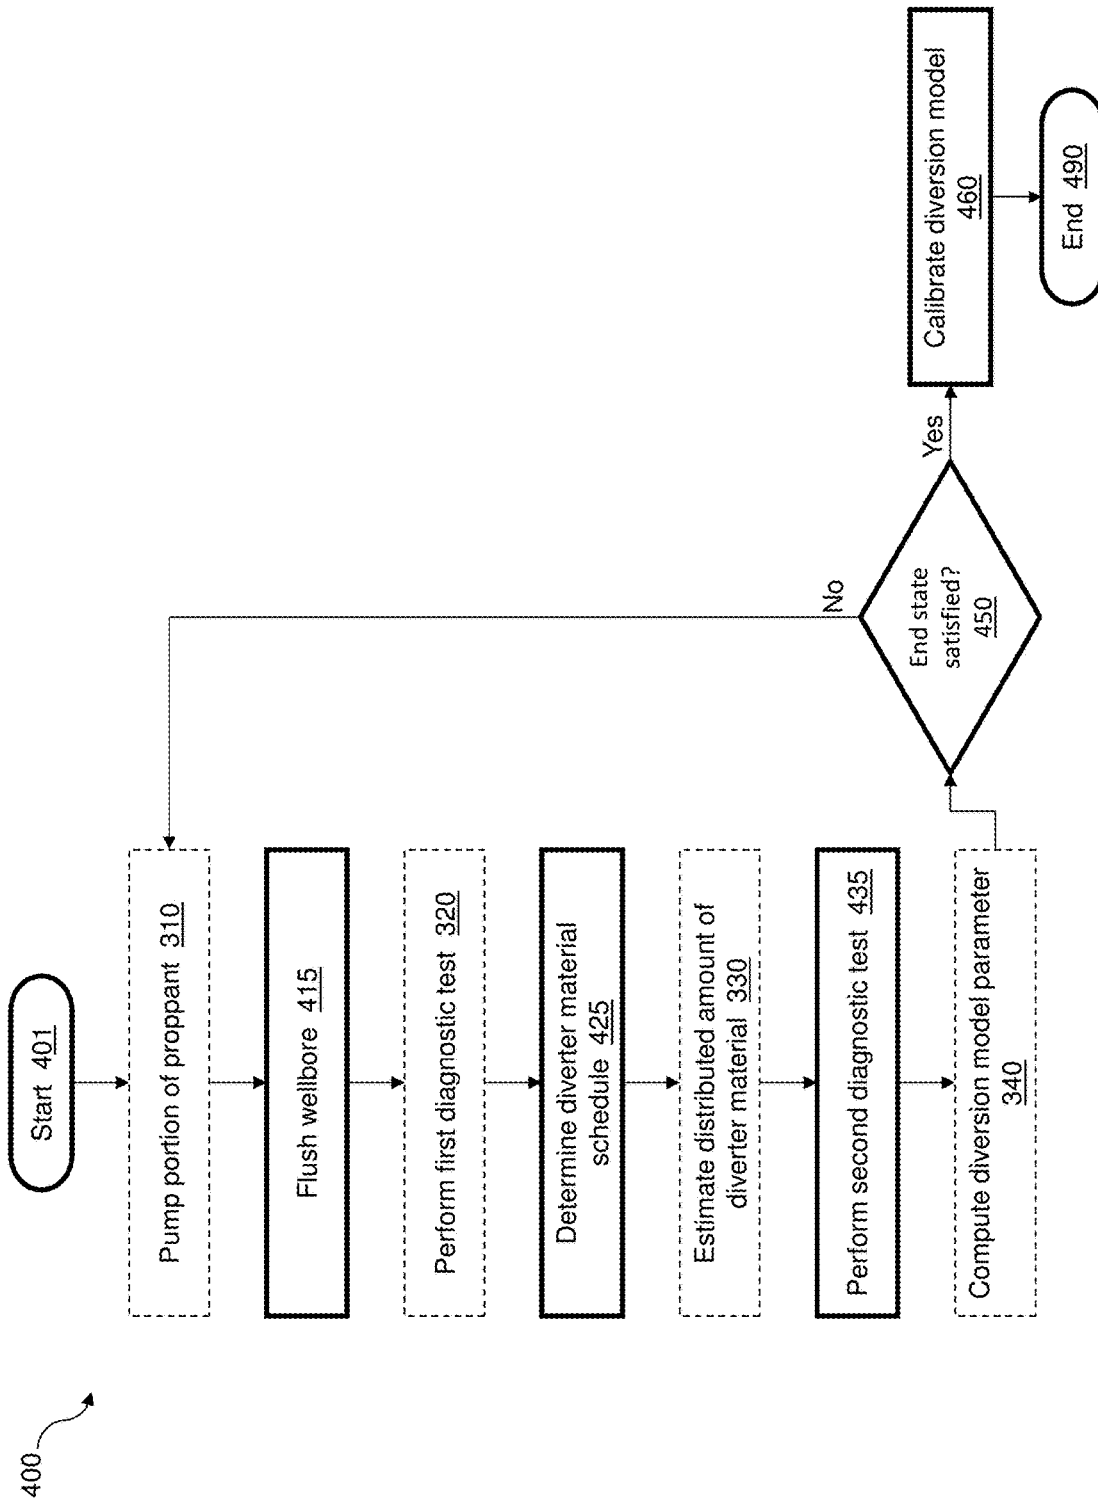 400
Start 401
Pump portion of proppant 310
Flush wellbore 415
Perform first diagnostic test 320
Determine diverter material
schedule 425
Estimate distributed amount of
diverter material 330
Perform second diagnostic test 435
Compute diversion model parameter
340
End state
satisfied?
450
No
Yes
Calibrate diversion model
460
End 490